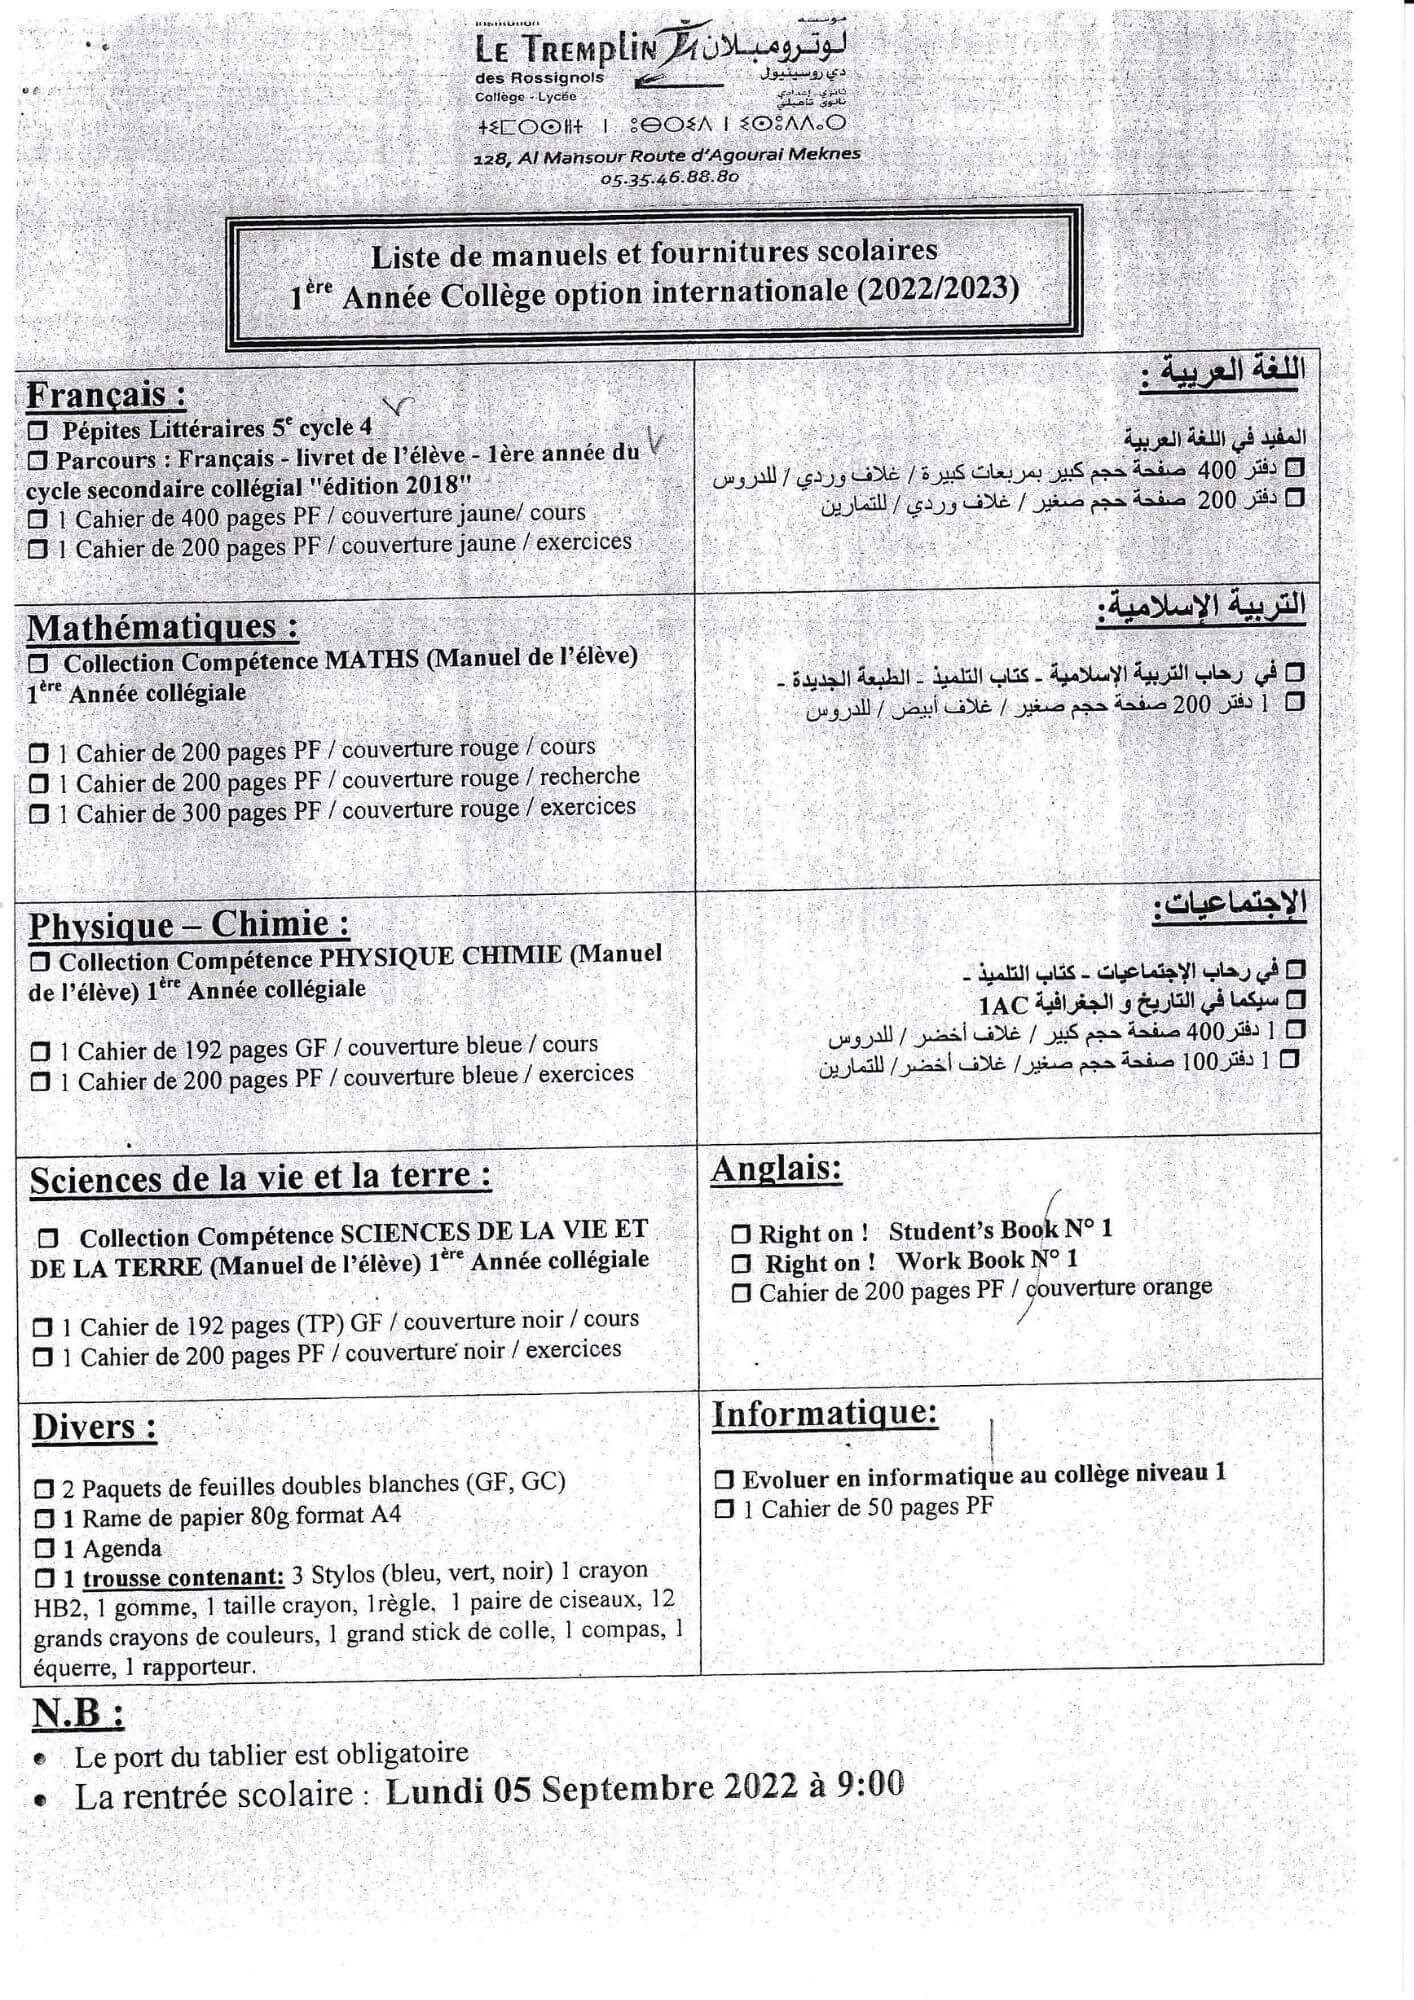 Institution
LE TREMPLIN
des Rossignols
Collège - Lycée
مؤسسة
لوترومبلان
دي روسينيول
ثانوي إعدادي
ثانوي تأهيلي
128, Al Mansour Route d'Agourai Meknes
05.35.46.88.80
Liste de manuels et fournitures scolaires
1ère Année Collège option internationale (2022/2023)
Français :
❒ Pépites Littéraires 5e cycle 4
❒ Parcours : Français - livret de l'élève - 1ère année du
cycle secondaire collégial "édition 2018"
❒ 1 Cahier de 400 pages PF / couverture jaune/ cours
❒ 1 Cahier de 200 pages PF / couverture jaune / exercices
اللغة العربية :
المفيد في اللغة العربية
❒ دفتر 400 صفحة حجم كبير بمربعات كبيرة / غلاف وردي / للدروس
❒ دفتر 200 صفحة حجم صغير / غلاف وردي / للتمارين
Mathématiques :
❒ Collection Compétence MATHS (Manuel de l'élève)
1ère Année collégiale
❒ 1 Cahier de 200 pages PF / couverture rouge / cours
❒ 1 Cahier de 200 pages PF / couverture rouge / recherche
❒ 1 Cahier de 300 pages PF / couverture rouge / exercices
التربية الإسلامية:
❒ في رحاب التربية الإسلامية - كتاب التلميذ - الطبعة الجديدة -
❒ 1 دفتر 200 صفحة حجم صغير / غلاف أبيض / للدروس
Physique – Chimie :
❒ Collection Compétence PHYSIQUE CHIMIE (Manuel
de l'élève) 1ère Année collégiale
❒ 1 Cahier de 192 pages GF / couverture bleue / cours
❒ 1 Cahier de 200 pages PF / couverture bleue / exercices
الإجتماعيات:
❒ في رحاب الإجتماعيات - كتاب التلميذ -
❒ سيكما في التاريخ و الجغرافية 1AC
❒ 1 دفتر 400 صفحة حجم كبير / غلاف أخضر / للدروس
❒ 1 دفتر 100 صفحة حجم صغير/ غلاف أخضر/ للتمارين
Sciences de la vie et la terre :
❒ Collection Compétence SCIENCES DE LA VIE ET
DE LA TERRE (Manuel de l'élève) 1ère Année collégiale
❒ 1 Cahier de 192 pages (TP) GF / couverture noir / cours
❒ 1 Cahier de 200 pages PF / couverture noir / exercices
Anglais:
❒ Right on ! Student's Book N° 1
❒ Right on ! Work Book N° 1
❒ Cahier de 200 pages PF / couverture orange
Divers :
❒ 2 Paquets de feuilles doubles blanches (GF, GC)
❒ 1 Rame de papier 80g format A4
❒ 1 Agenda
❒ 1 trousse contenant: 3 Stylos (bleu, vert, noir) 1 crayon
HB2, 1 gomme, 1 taille crayon, 1règle, 1 paire de ciseaux, 12
grands crayons de couleurs, 1 grand stick de colle, 1 compas, 1
équerre, 1 rapporteur.
Informatique:
❒ Evoluer en informatique au collège niveau 1
❒ 1 Cahier de 50 pages PF
N.B :
• Le port du tablier est obligatoire
• La rentrée scolaire : Lundi 05 Septembre 2022 à 9:00